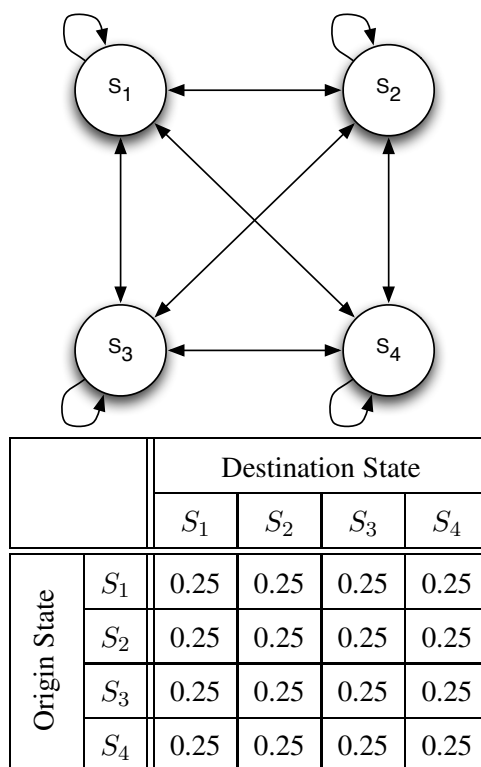 S1 S2
S3 S4
Destination State
S1 S2 S3 S4
Origin State
S1 0.25 0.25 0.25 0.25
S2 0.25 0.25 0.25 0.25
S3 0.25 0.25 0.25 0.25
S4 0.25 0.25 0.25 0.25